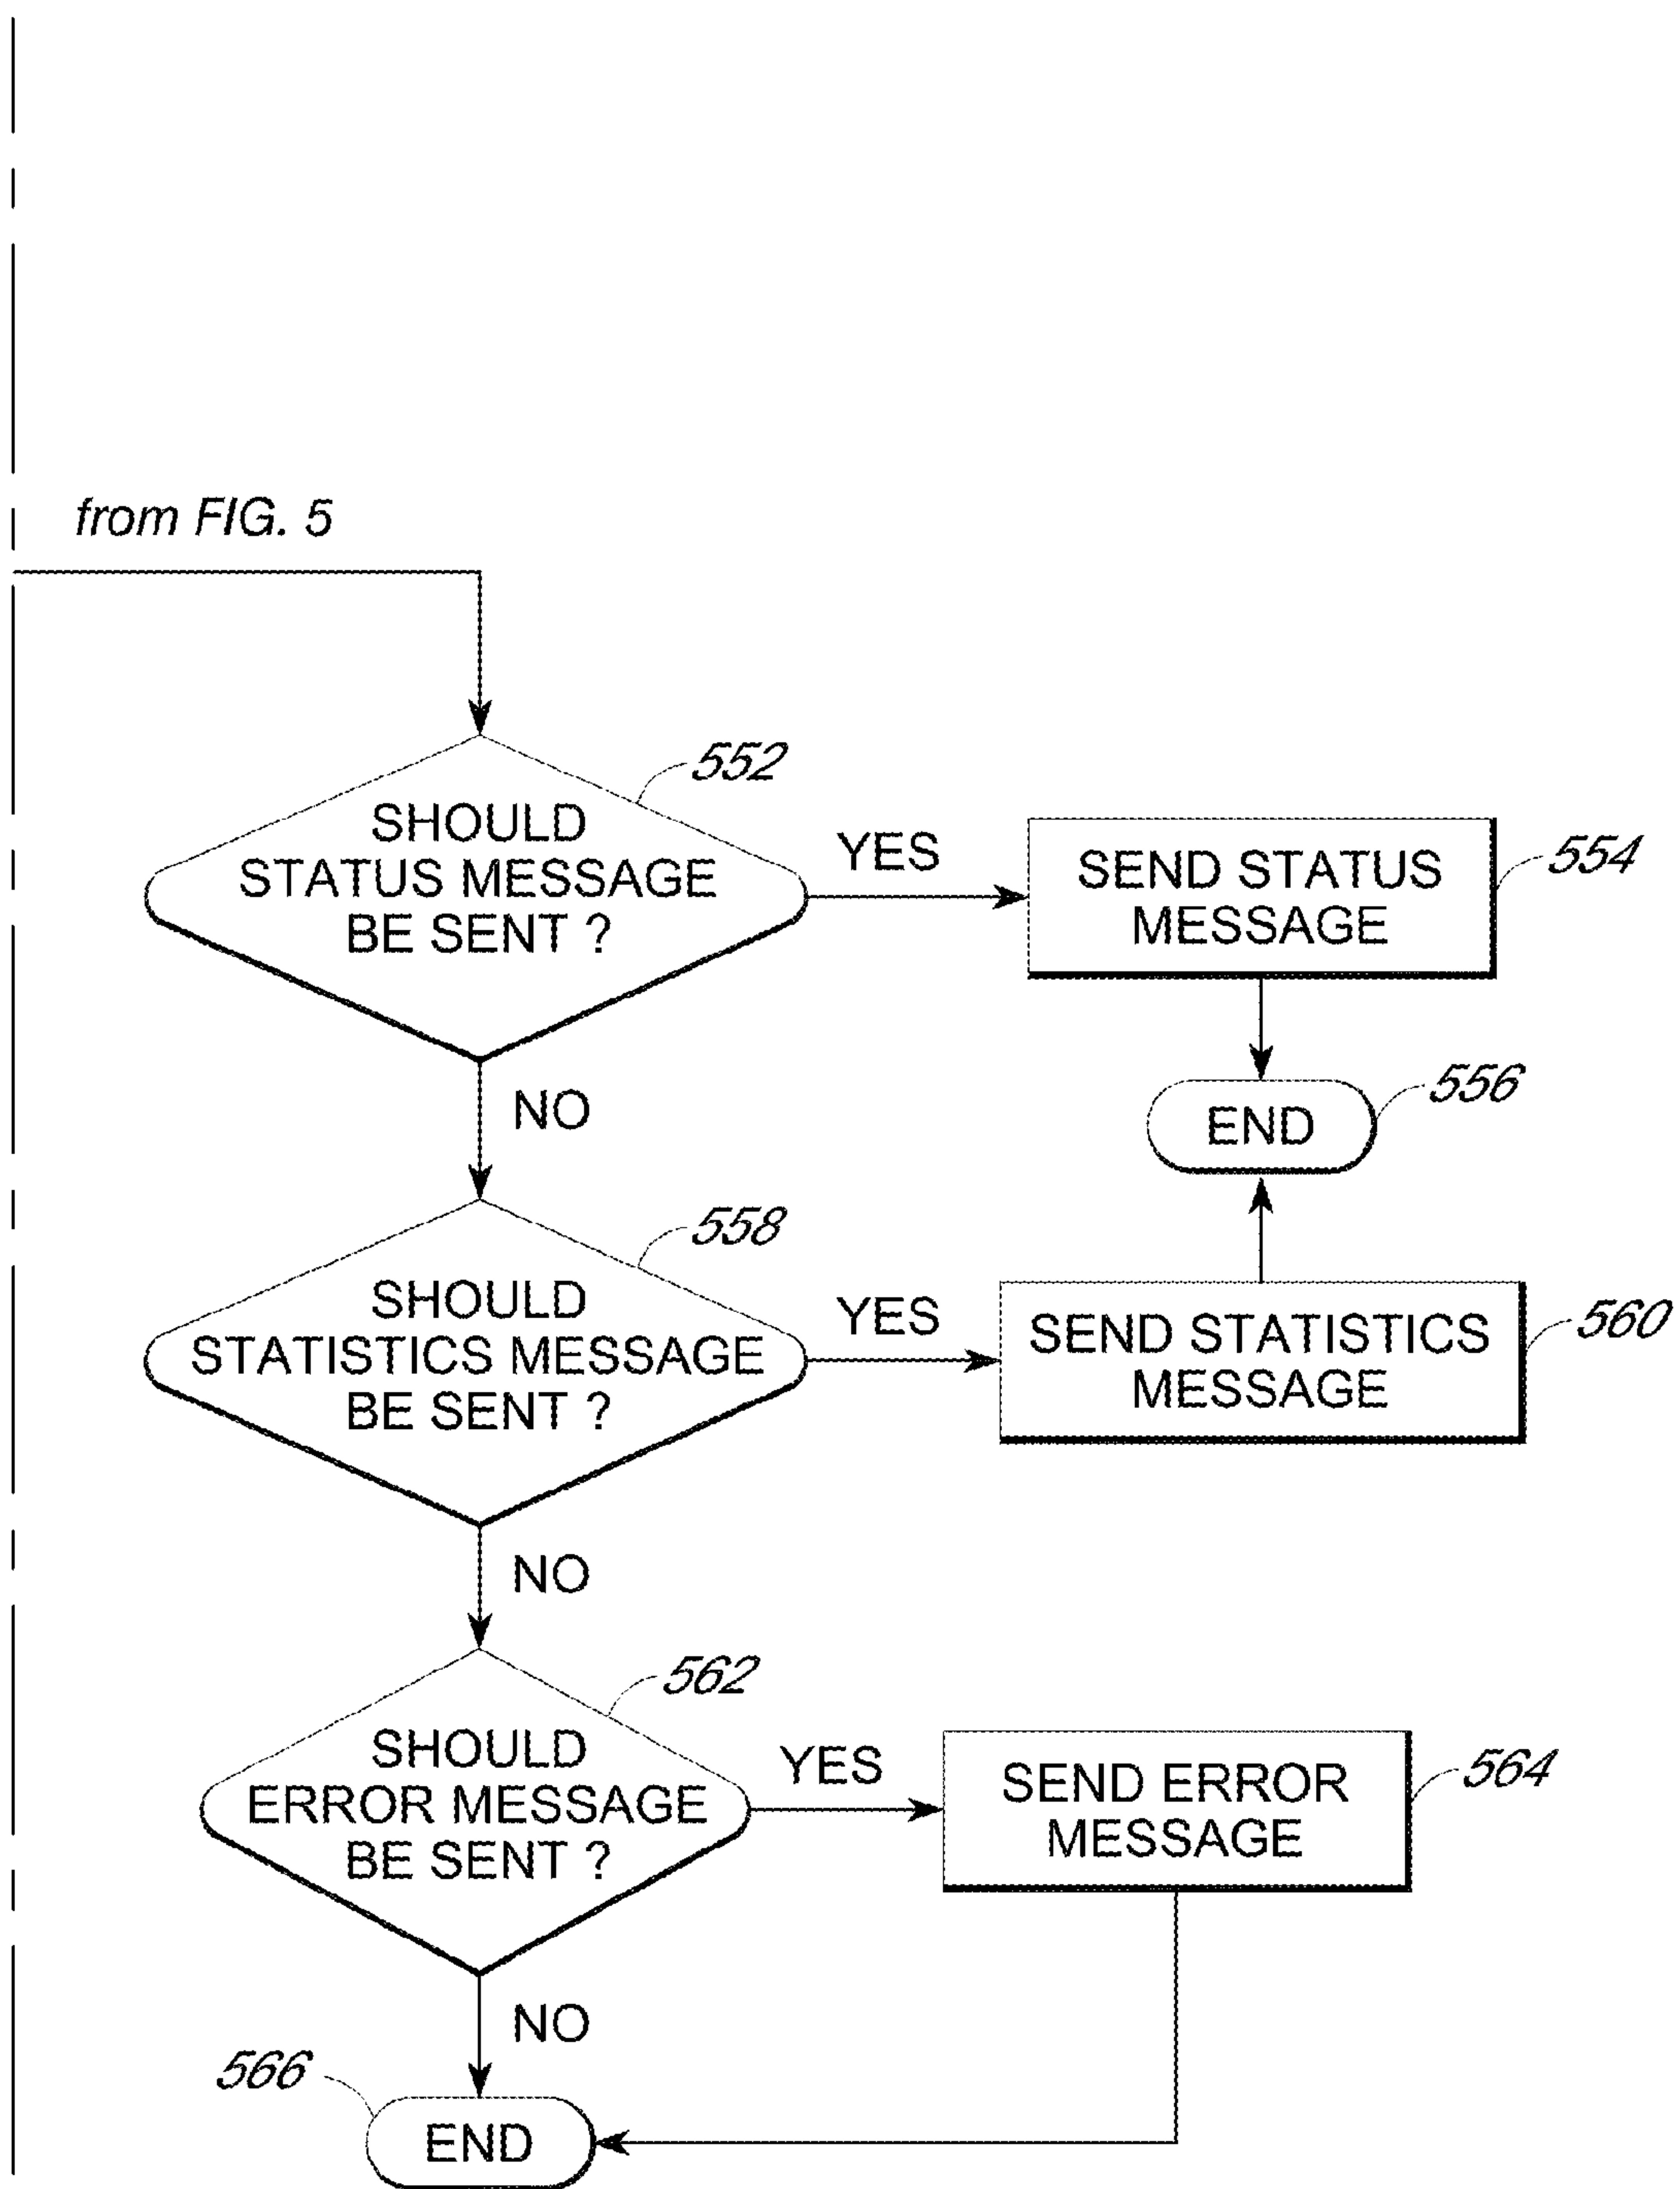 from FIG. 5
552
SHOULD
STATUS MESSAGE
BE SENT ?
YES
SEND STATUS
MESSAGE
554
NO
556
END
558
SHOULD
STATISTICS MESSAGE
BE SENT ?
YES
SEND STATISTICS
MESSAGE
560
NO
562
SHOULD
ERROR MESSAGE
BE SENT ?
YES
SEND ERROR
MESSAGE
564
NO
566
END